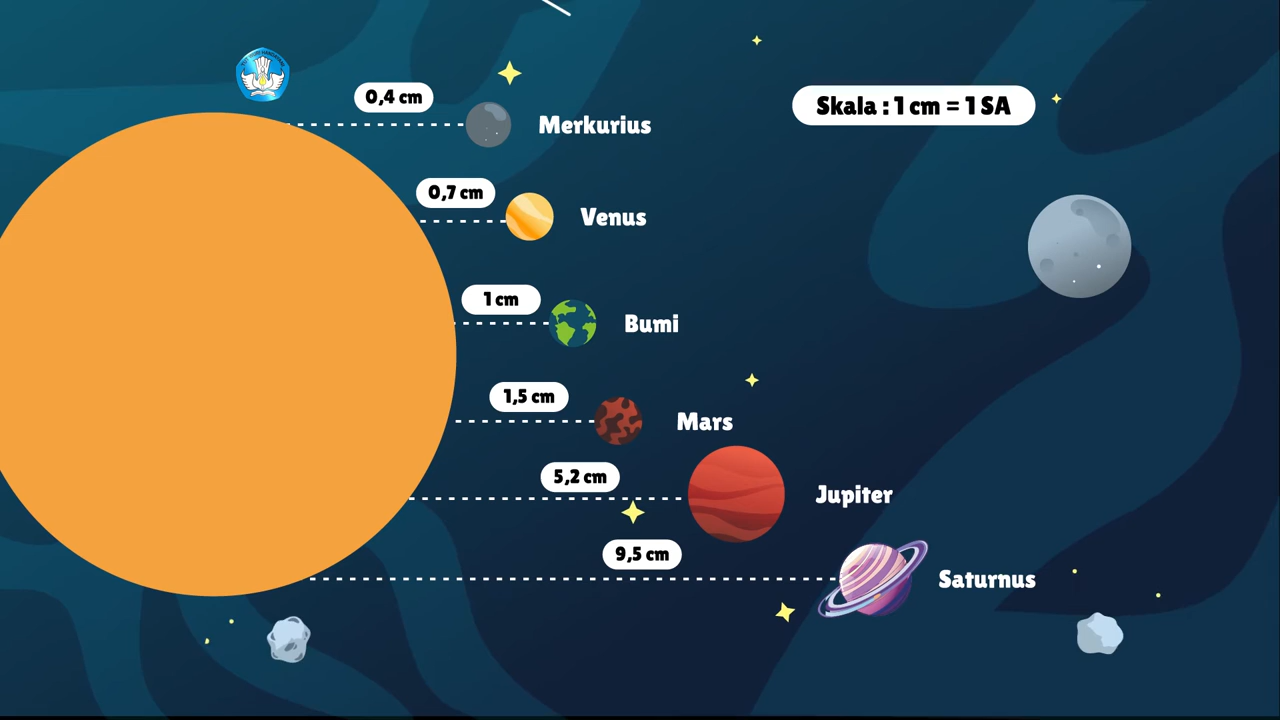 0,4 cm
Merkurius
Skala : 1 cm = 1 SA
0,7 cm
Venus
1 cm
Bumi
1,5 cm
Mars
5,2 cm
Jupiter
9,5 cm
Saturnus